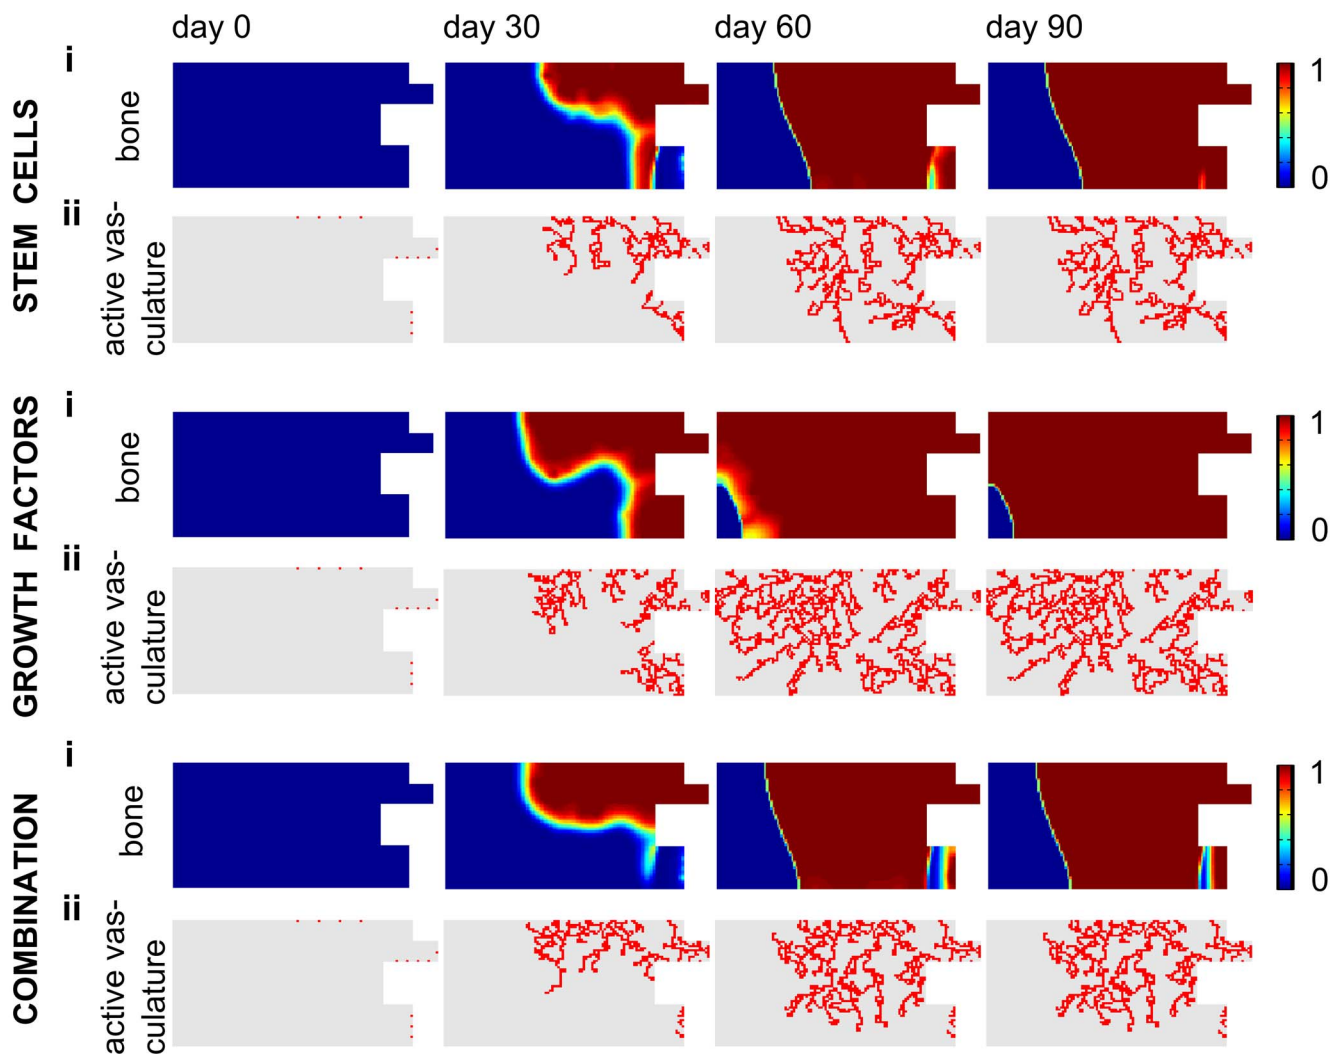 day 0 day 30 day 60 day 90
STEM CELLS
i
bone
1
0
ii
active vas-
culature
GROWTH FACTORS
i
bone
1
0
ii
active vas-
culature
COMBINATION
i
bone
1
0
ii
active vas-
culature